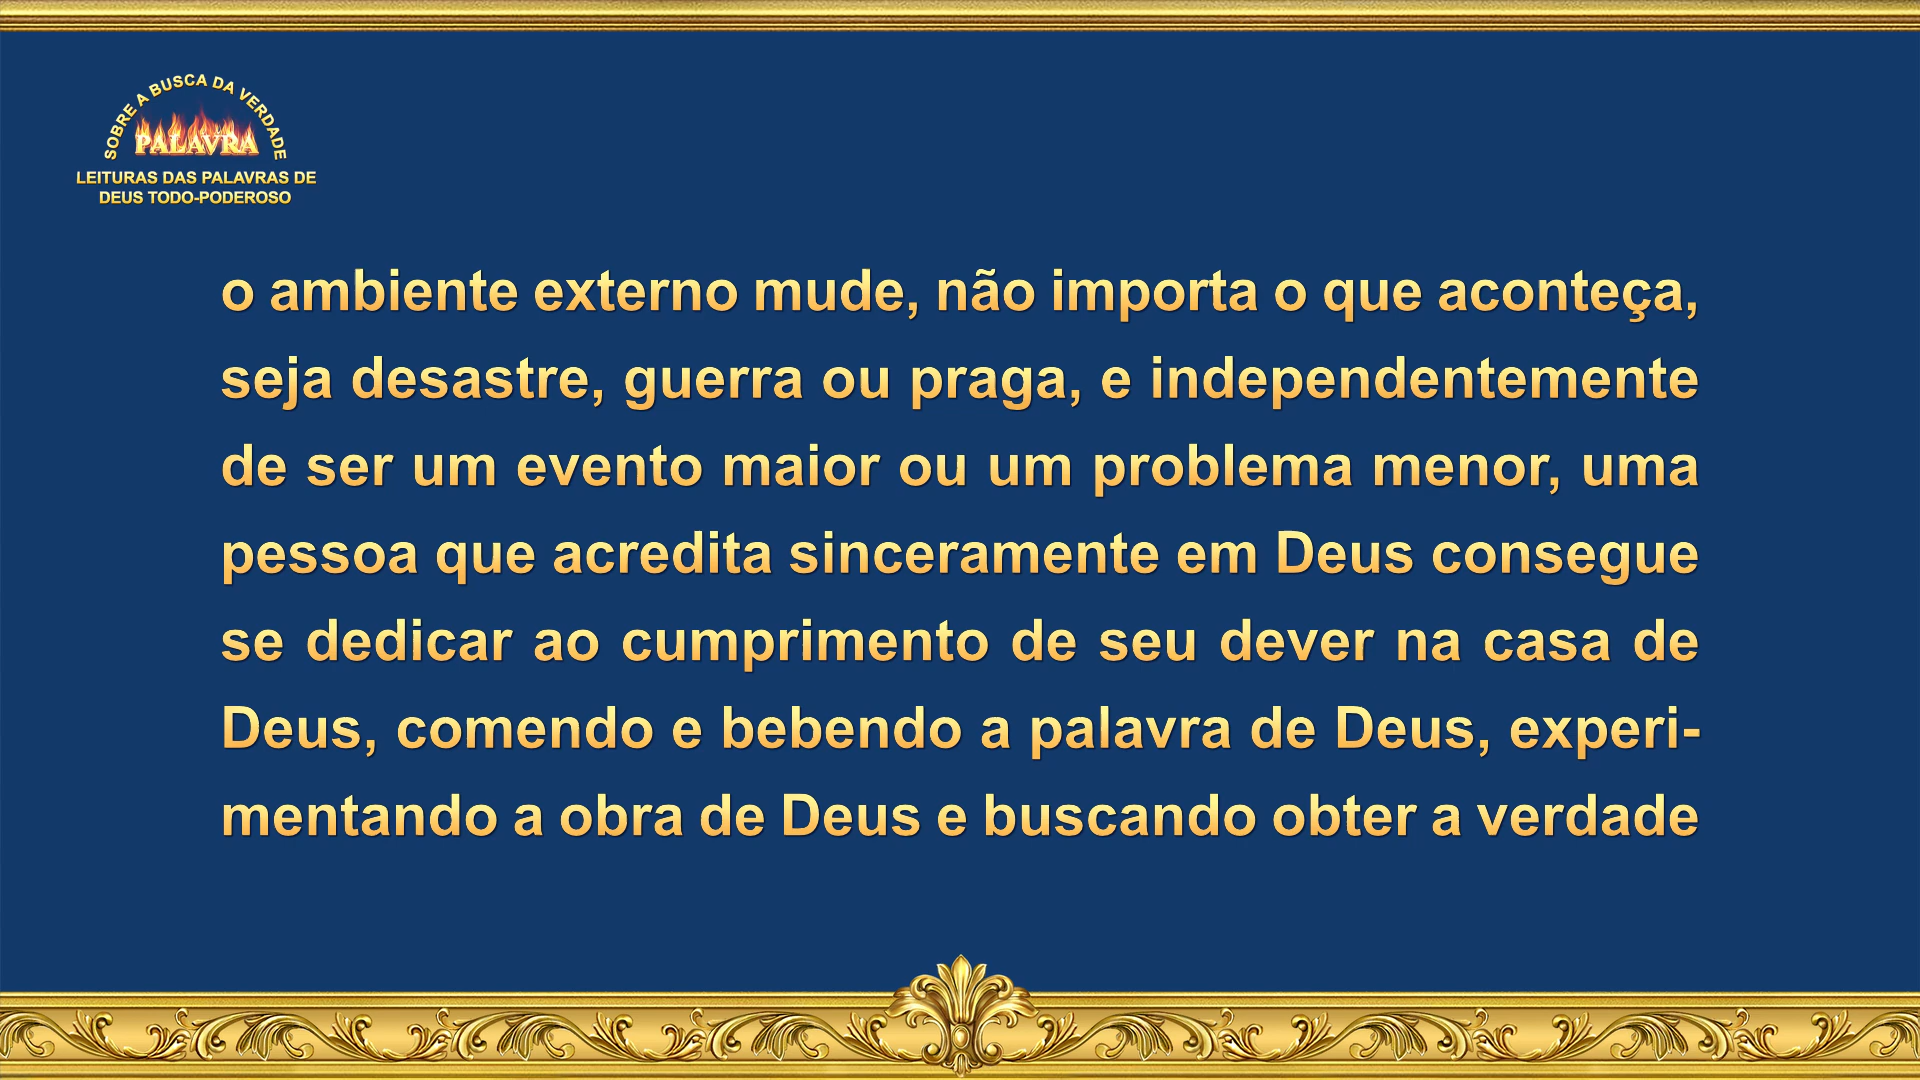 SOBRE A BUSCA DA VERDADE
PALAVRA
LEITURAS DAS PALAVRAS DE
DEUS TODO-PODEROSO
o ambiente externo mude, não importa o que aconteça,
seja desastre, guerra ou praga, e independentemente
de ser um evento maior ou um problema menor, uma
pessoa que acredita sinceramente em Deus consegue
se dedicar ao cumprimento de seu dever na casa de
Deus, comendo e bebendo a palavra de Deus, experi-
mentando a obra de Deus e buscando obter a verdade